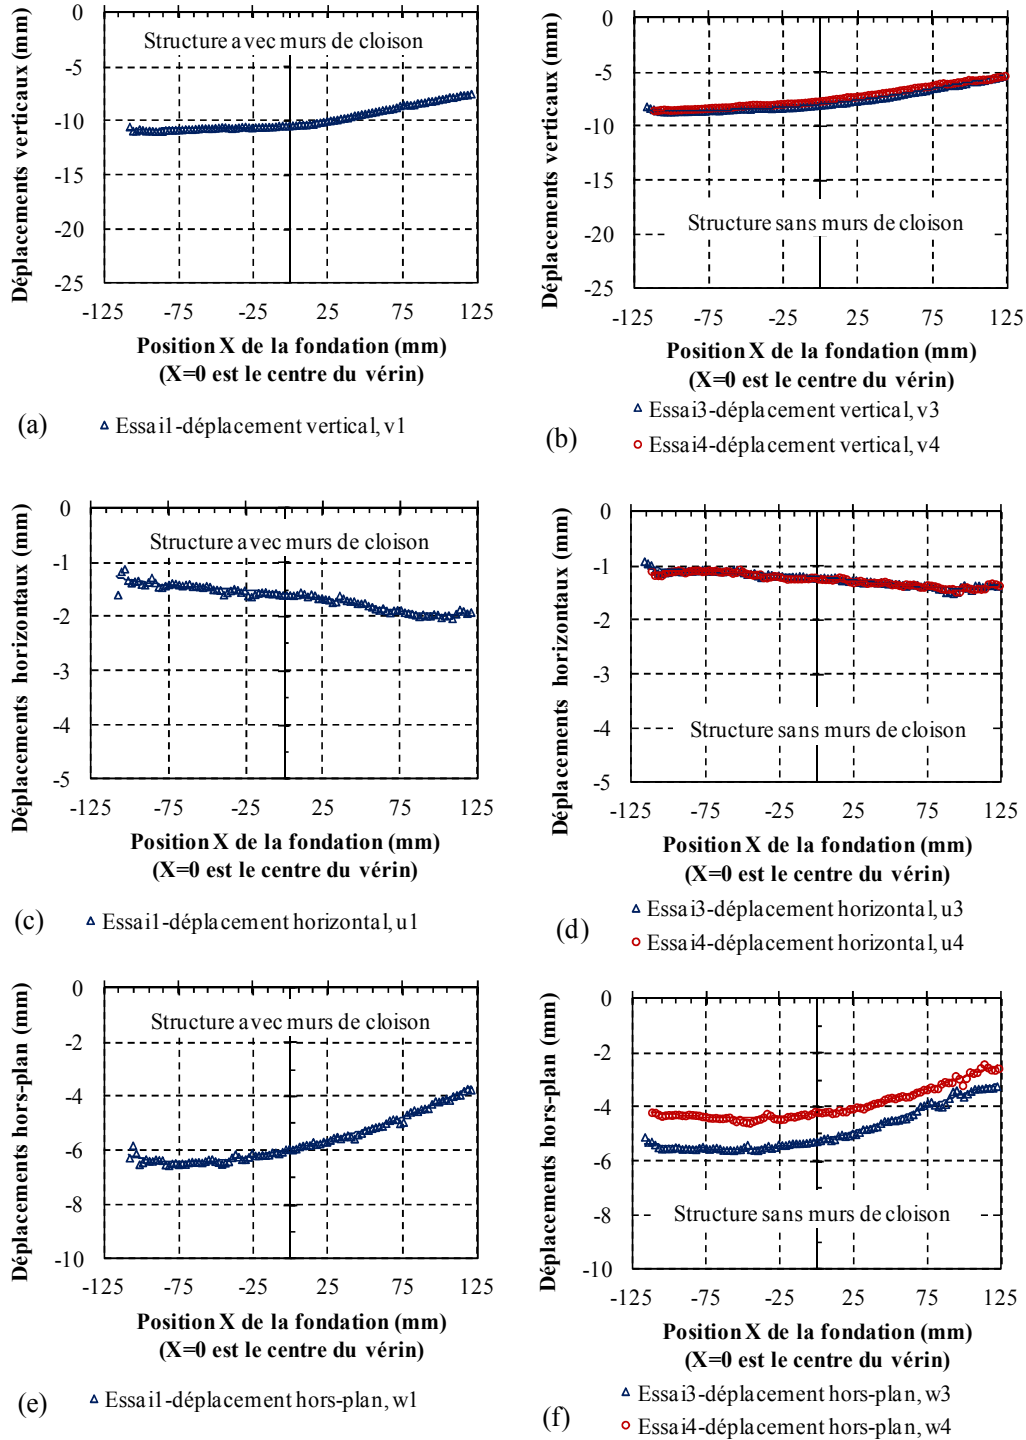 Déplacements verticaux (mm)
0
-5
-10
-15
-20
-25
Structure avec murs de cloison
-125 -75 -25 25 75 125
Position X de la fondation (mm)
(X=0 est le centre du vérin)
(a)
Essai1-déplacement vertical, v1
Déplacements verticaux (mm)
0
-5
-10
-15
-20
-25
Structure sans murs de cloison
-125 -75 -25 25 75 125
Position X de la fondation (mm)
(X=0 est le centre du vérin)
(b)
Essai3-déplacement vertical, v3
Essai4-déplacement vertical, v4
Déplacements horizontaux (mm)
0
-1
-2
-3
-4
-5
Structure avec murs de cloison
-125 -75 -25 25 75 125
Position X de la fondation (mm)
(X=0 est le centre du vérin)
(c)
Essai1-déplacement horizontal, u1
Déplacements horizontaux (mm)
0
-1
-2
-3
-4
-5
Structure sans murs de cloison
-125 -75 -25 25 75 125
Position X de la fondation (mm)
(X=0 est le centre du vérin)
(d)
Essai3-déplacement horizontal, u3
Essai4-déplacement horizontal, u4
Déplacements hors-plan (mm)
0
-2
-4
-6
-8
-10
Structure avec murs de cloison
-125 -75 -25 25 75 125
Position X de la fondation (mm)
(X=0 est le centre du vérin)
(e)
Essai1-déplacement hors-plan, w1
Déplacements hors-plan (mm)
0
-2
-4
-6
-8
-10
Structure sans murs de cloison
-125 -75 -25 25 75 125
Position X de la fondation (mm)
(X=0 est le centre du vérin)
(f)
Essai3-déplacement hors-plan, w3
Essai4-déplacement hors-plan, w4